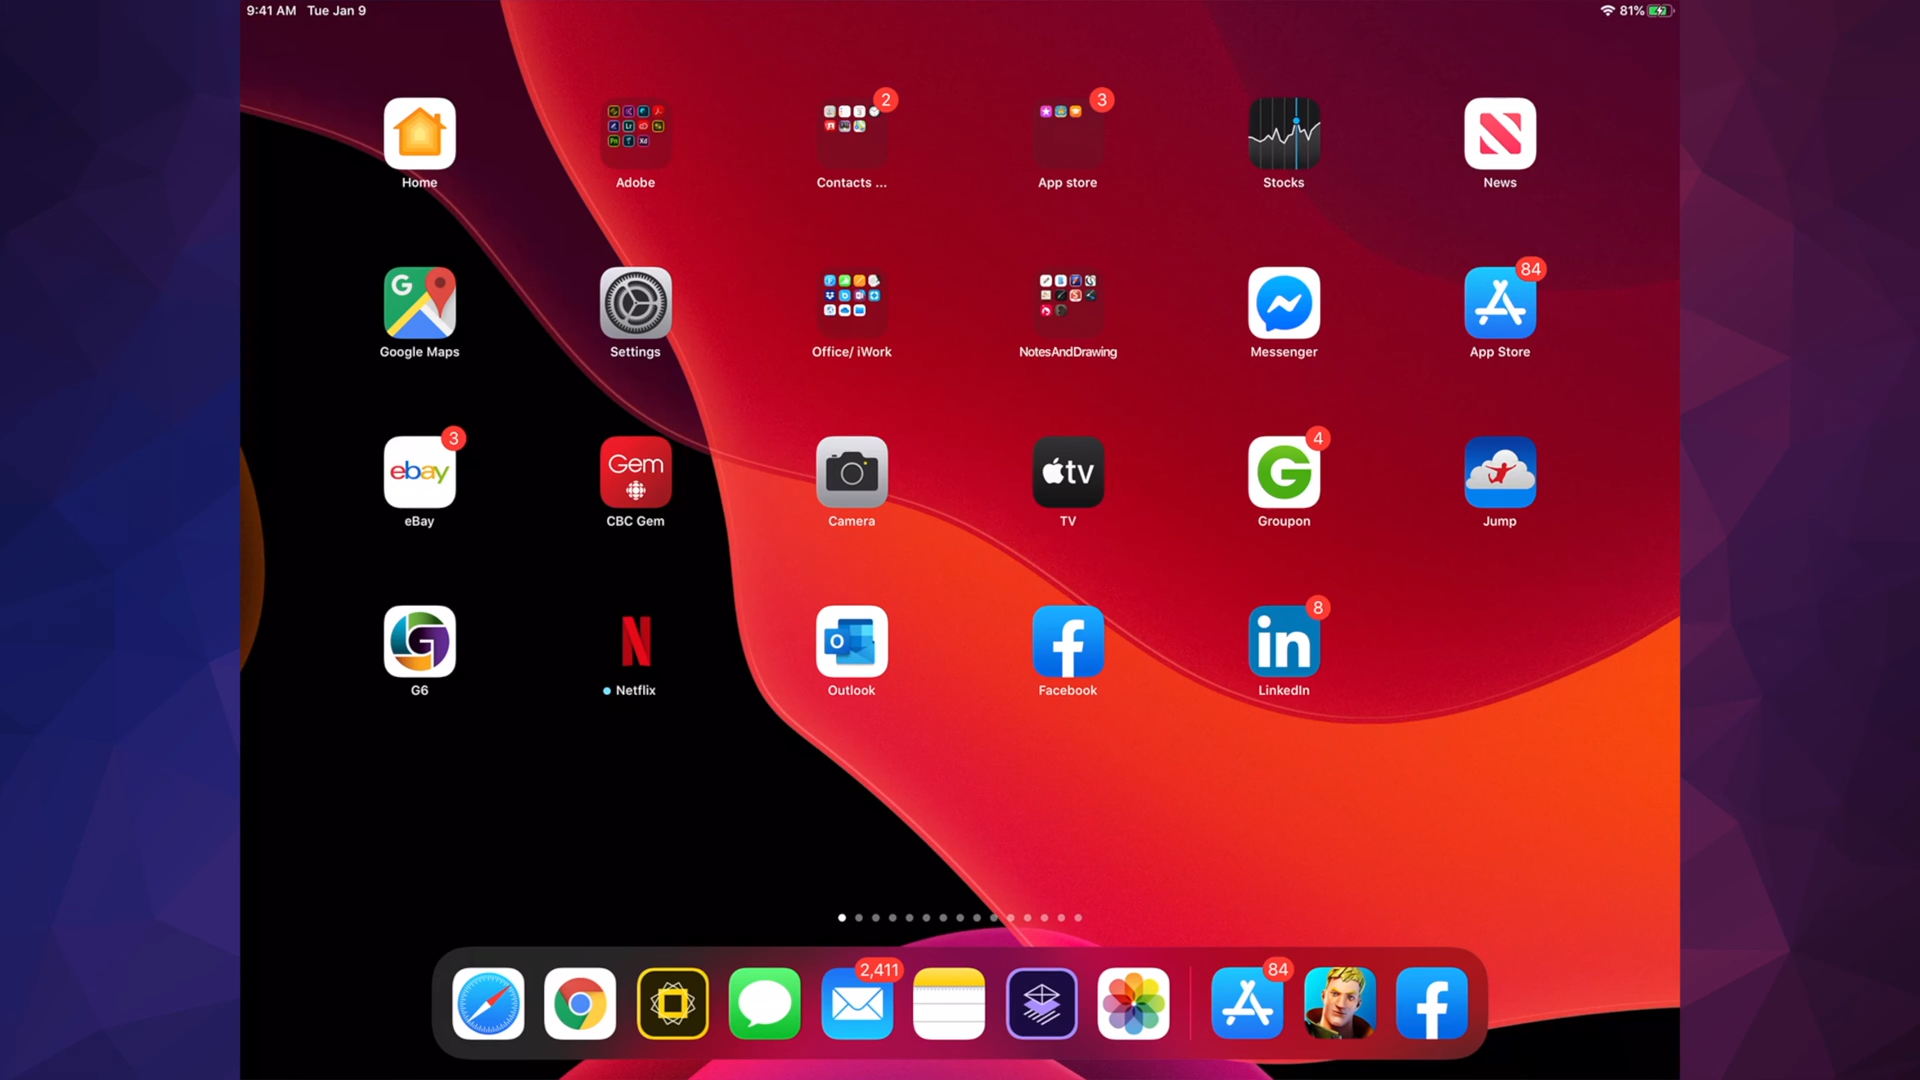 9:41 AM Tue Jan 9
81%
2
3
Home
Adobe
Contacts ...
App store
Stocks
News
G
84
Google Maps
Settings
Office/ iWork
NotesAndDrawing
Messenger
App Store
3
4
ebay
Gem
tv
G
eBay
CBC Gem
Camera
TV
Groupon
Jump
8
G
N
O
f
in
G6
Netflix
Outlook
Facebook
LinkedIn
2,411
84
f